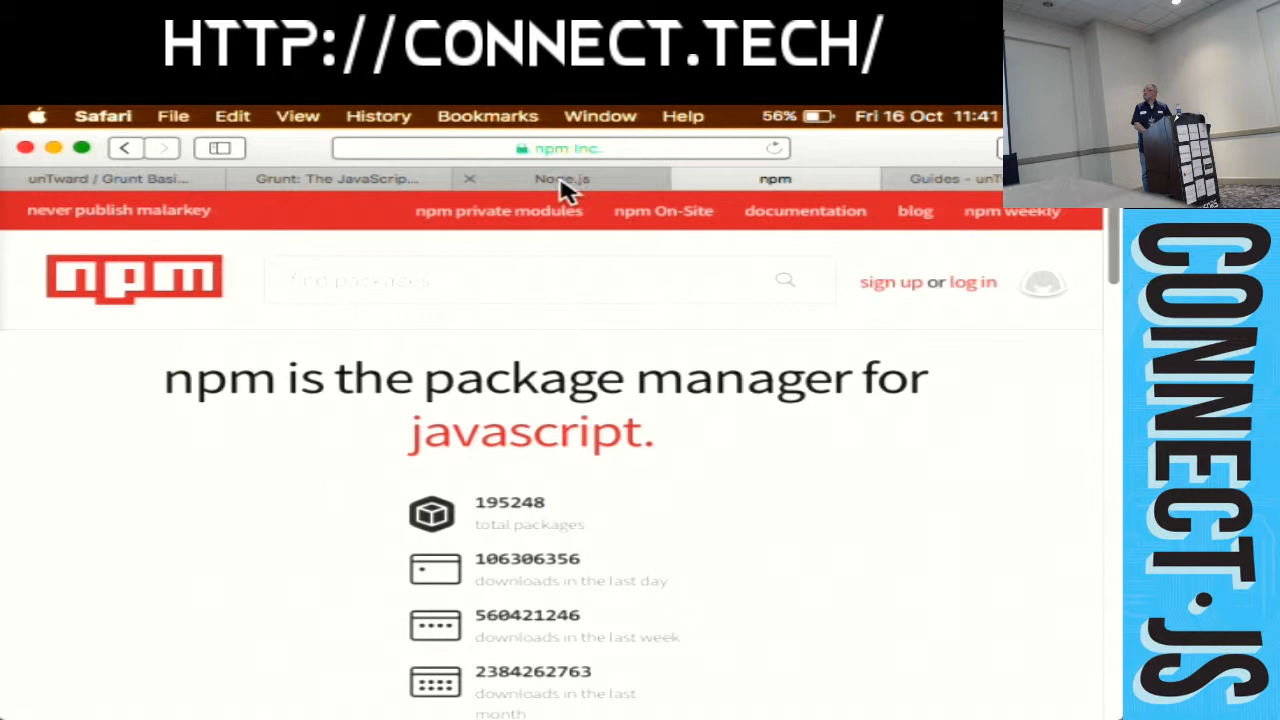 HTTP://CONNECT.TECH/
Safari File Edit View History Bookmarks Window Help 56% Fri 16 Oct 11:41
npm Inc.
unTward / Grunt Basi... Grunt: The JavaScrip... Node.js npm Guides - unT
never publish malarkey npm private modules npm On-Site documentation blog npm weekly
npm find packages sign up or log in
npm is the package manager for
javascript.
195248
total packages
106306356
downloads in the last day
560421246
downloads in the last week
2384262763
downloads in the last
month
CONNECT.JS